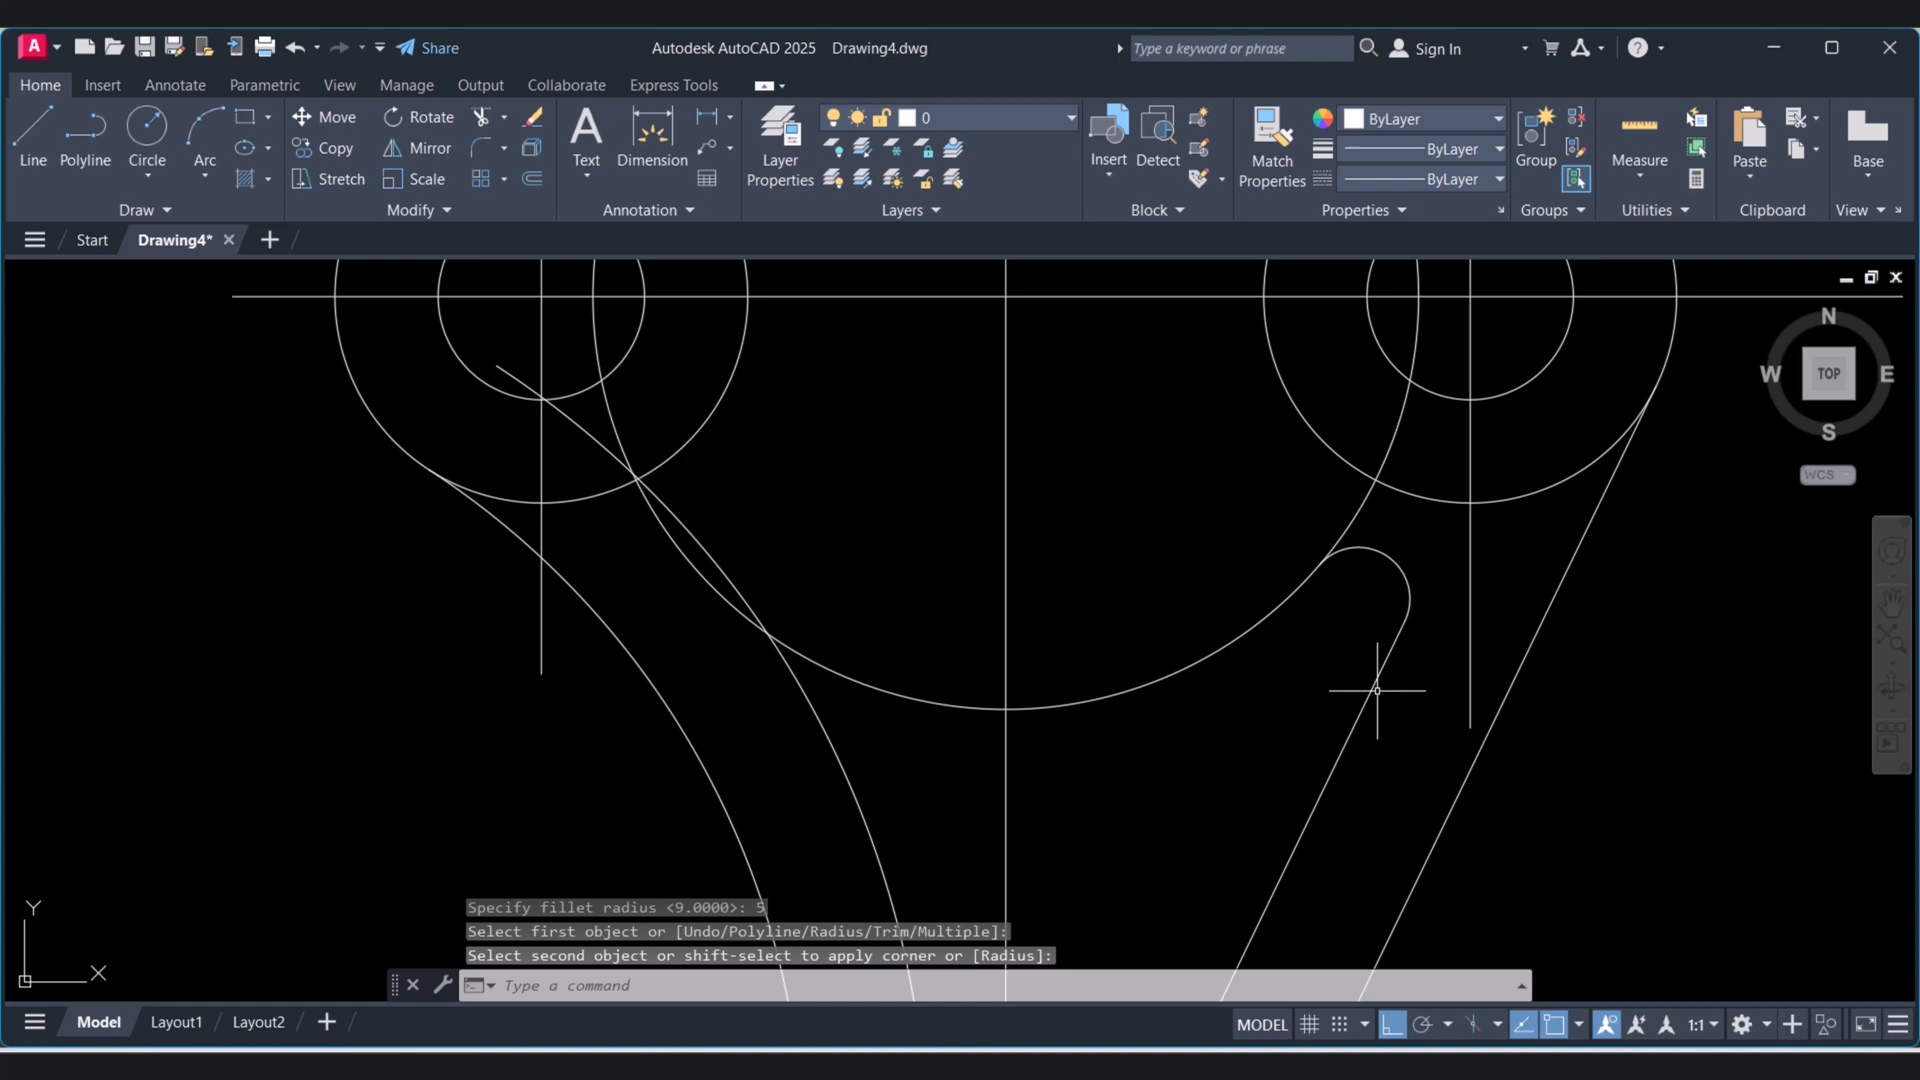 A Share Autodesk AutoCAD 2025 Drawing4.dwg Type a keyword or phrase Sign In ?
Home Insert Annotate Parametric View Manage Output Collaborate Express Tools
Move Rotate 0 ByLayer
Copy Mirror ByLayer
Line Polyline Circle Arc Text Dimension Layer Properties Insert Detect Match Properties Group Measure Paste Base
Stretch Scale ByLayer
Draw Modify Annotation Layers Block Properties Groups Utilities Clipboard View
Start Drawing4*
N
W TOP E
S
WCS
Specify fillet radius <9.0000>: 5
Select first object or [Undo/Polyline/Radius/Trim/Multiple]:
Select second object or shift-select to apply corner or [Radius]:
Y
X
Type a command
Model Layout1 Layout2 MODEL 1:1